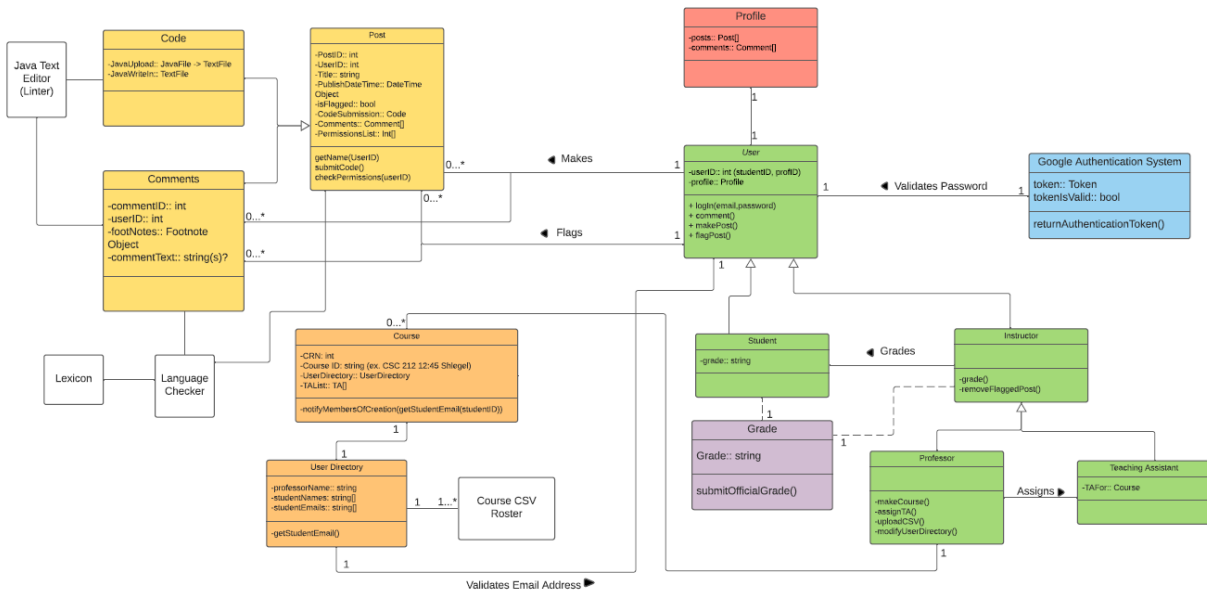 Code
-JavaUpload:: JavaFile -> TextFile
-JavaWriteIn:: TextFile
Java Text
Editor
(Linter)
Post
-PostID:: int
-UserID:: int
-Title:: string
-PublishDateTime:: DateTime
Object
-isFlagged:: bool
-CodeSubmission:: Code
-Comments:: Comment[]
-PermissionsList:: Int[]
getName(UserID)
submitCode()
checkPermissions(userID)
Profile
-posts:: Post[]
-comments:: Comment[]
1
1
User
-userID:: int (studentID, profID)
-profile:: Profile
+ logIn(email,password)
+ comment()
+ makePost()
+ flagPost()
Google Authentication System
token:: Token
tokenIsValid:: bool
returnAuthenticationToken()
1
Validates Password
1
Comments
-commentID:: int
-userID:: int
-footNotes:: Footnote
Object
-commentText:: string(s)?
0...*
Makes
1
0...*
0...*
Flags
1
0...*
1
Lexicon
Language
Checker
0...*
Course
-CRN: int
-Course ID: string (ex. CSC 212 12:45 Shlegel)
-UserDirectory:: UserDirectory
-TAList:: TA[]
-notifyMembersOfCreation(getStudentEmail(studentID))
1
1
User Directory
-professorName:: string
-studentNames: string[]
-studentEmails:: string[]
-getStudentEmail()
1
1...*
Course CSV
Roster
1
Validates Email Address
Student
-grade:: string
Grades
Instructor
-grade()
-removeFlaggedPost()
1
Grade
Grade:: string
submitOfficialGrade()
1
Professor
-makeCourse()
-assignTA()
-uploadCSV()
-modifyUserDirectory()
1
Assigns
Teaching Assistant
-TAFor:: Course